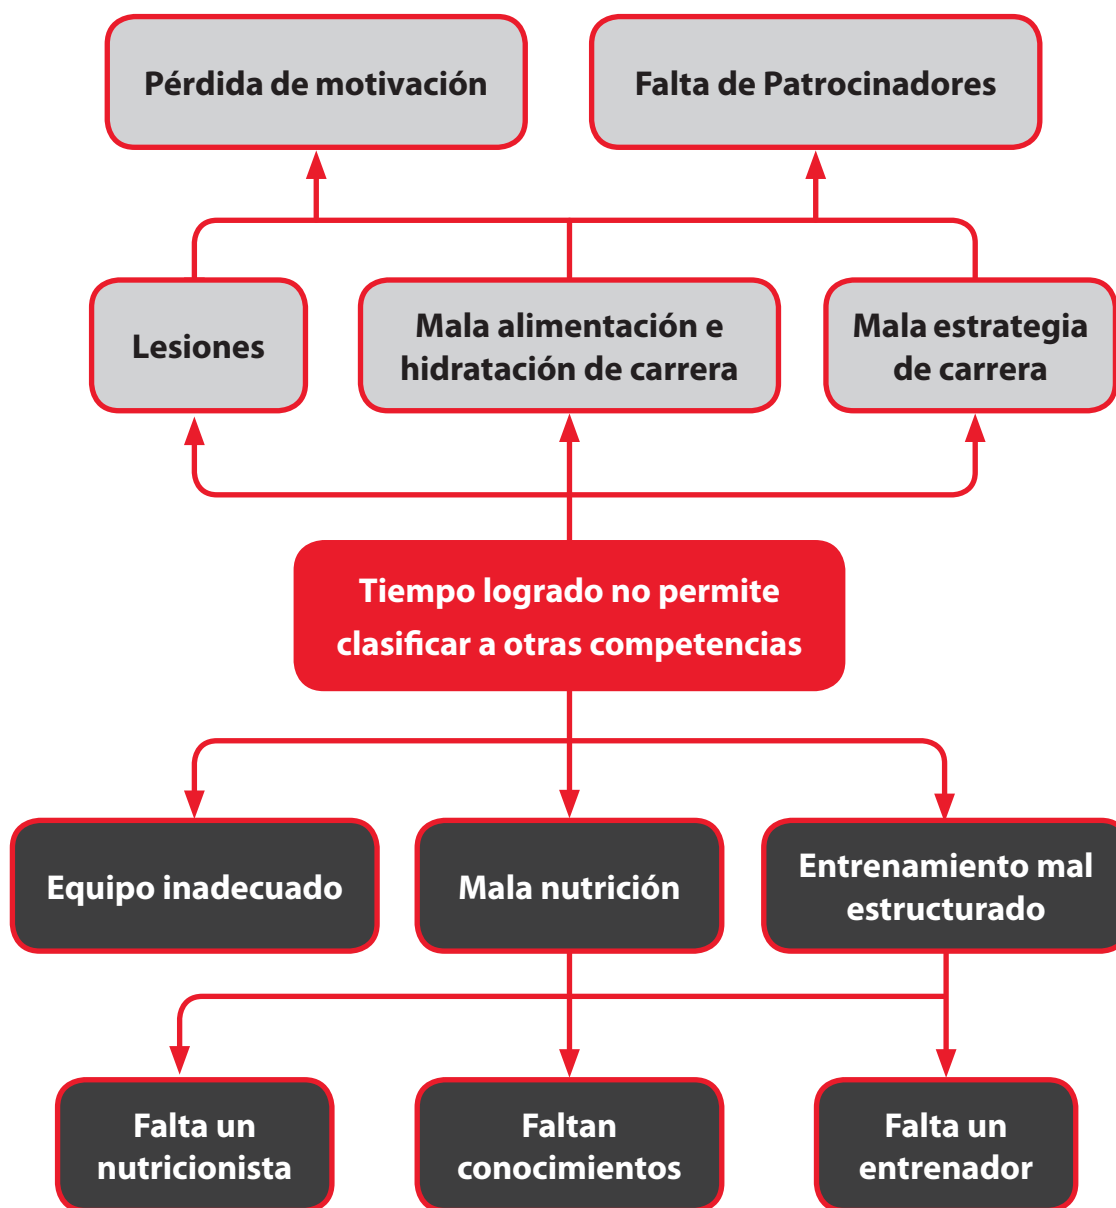 Pérdida de motivación
Falta de Patrocinadores
Lesiones
Mala alimentación e
hidratación de carrera
Mala estrategia
de carrera
Tiempo logrado no permite
clasificar a otras competencias
Equipo inadecuado
Mala nutrición
Entrenamiento mal
estructurado
Falta un
nutricionista
Faltan
conocimientos
Falta un
entrenador